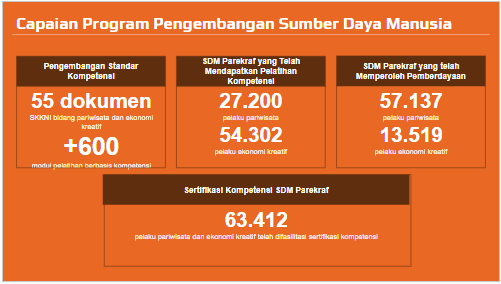 Capaian Program Pengembangan Sumber Daya Manusia
Pengembangan Standar
Kompetensi
55 dokumen
SKKNI bidang pariwisata dan ekonomi
kreatif
+600
modul pelatihan berbasis kompetensi
SDM Parekraf yang Telah
Mendapatkan Pelatihan
Kompetensi
27.200
pelaku pariwisata
54.302
pelaku ekonomi kreatif
SDM Parekraf yang telah
Memperoleh Pemberdayaan
57.137
pelaku pariwisata
13.519
pelaku ekonomi kreatif
Sertifikasi Kompetensi SDM Parekraf
63.412
pelaku pariwisata dan ekonomi kreatif telah difasilitasi sertifikasi kompetensi